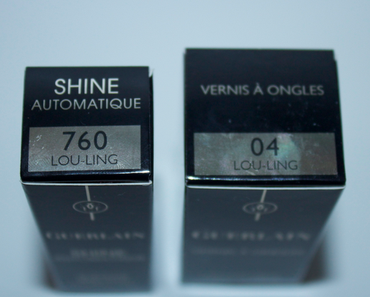 SHINE
AUTOMATIQUE
760
LOU-LING
GUERLAIN
VERNIS À ONGLES
04
LOU-LING
GUERLAIN